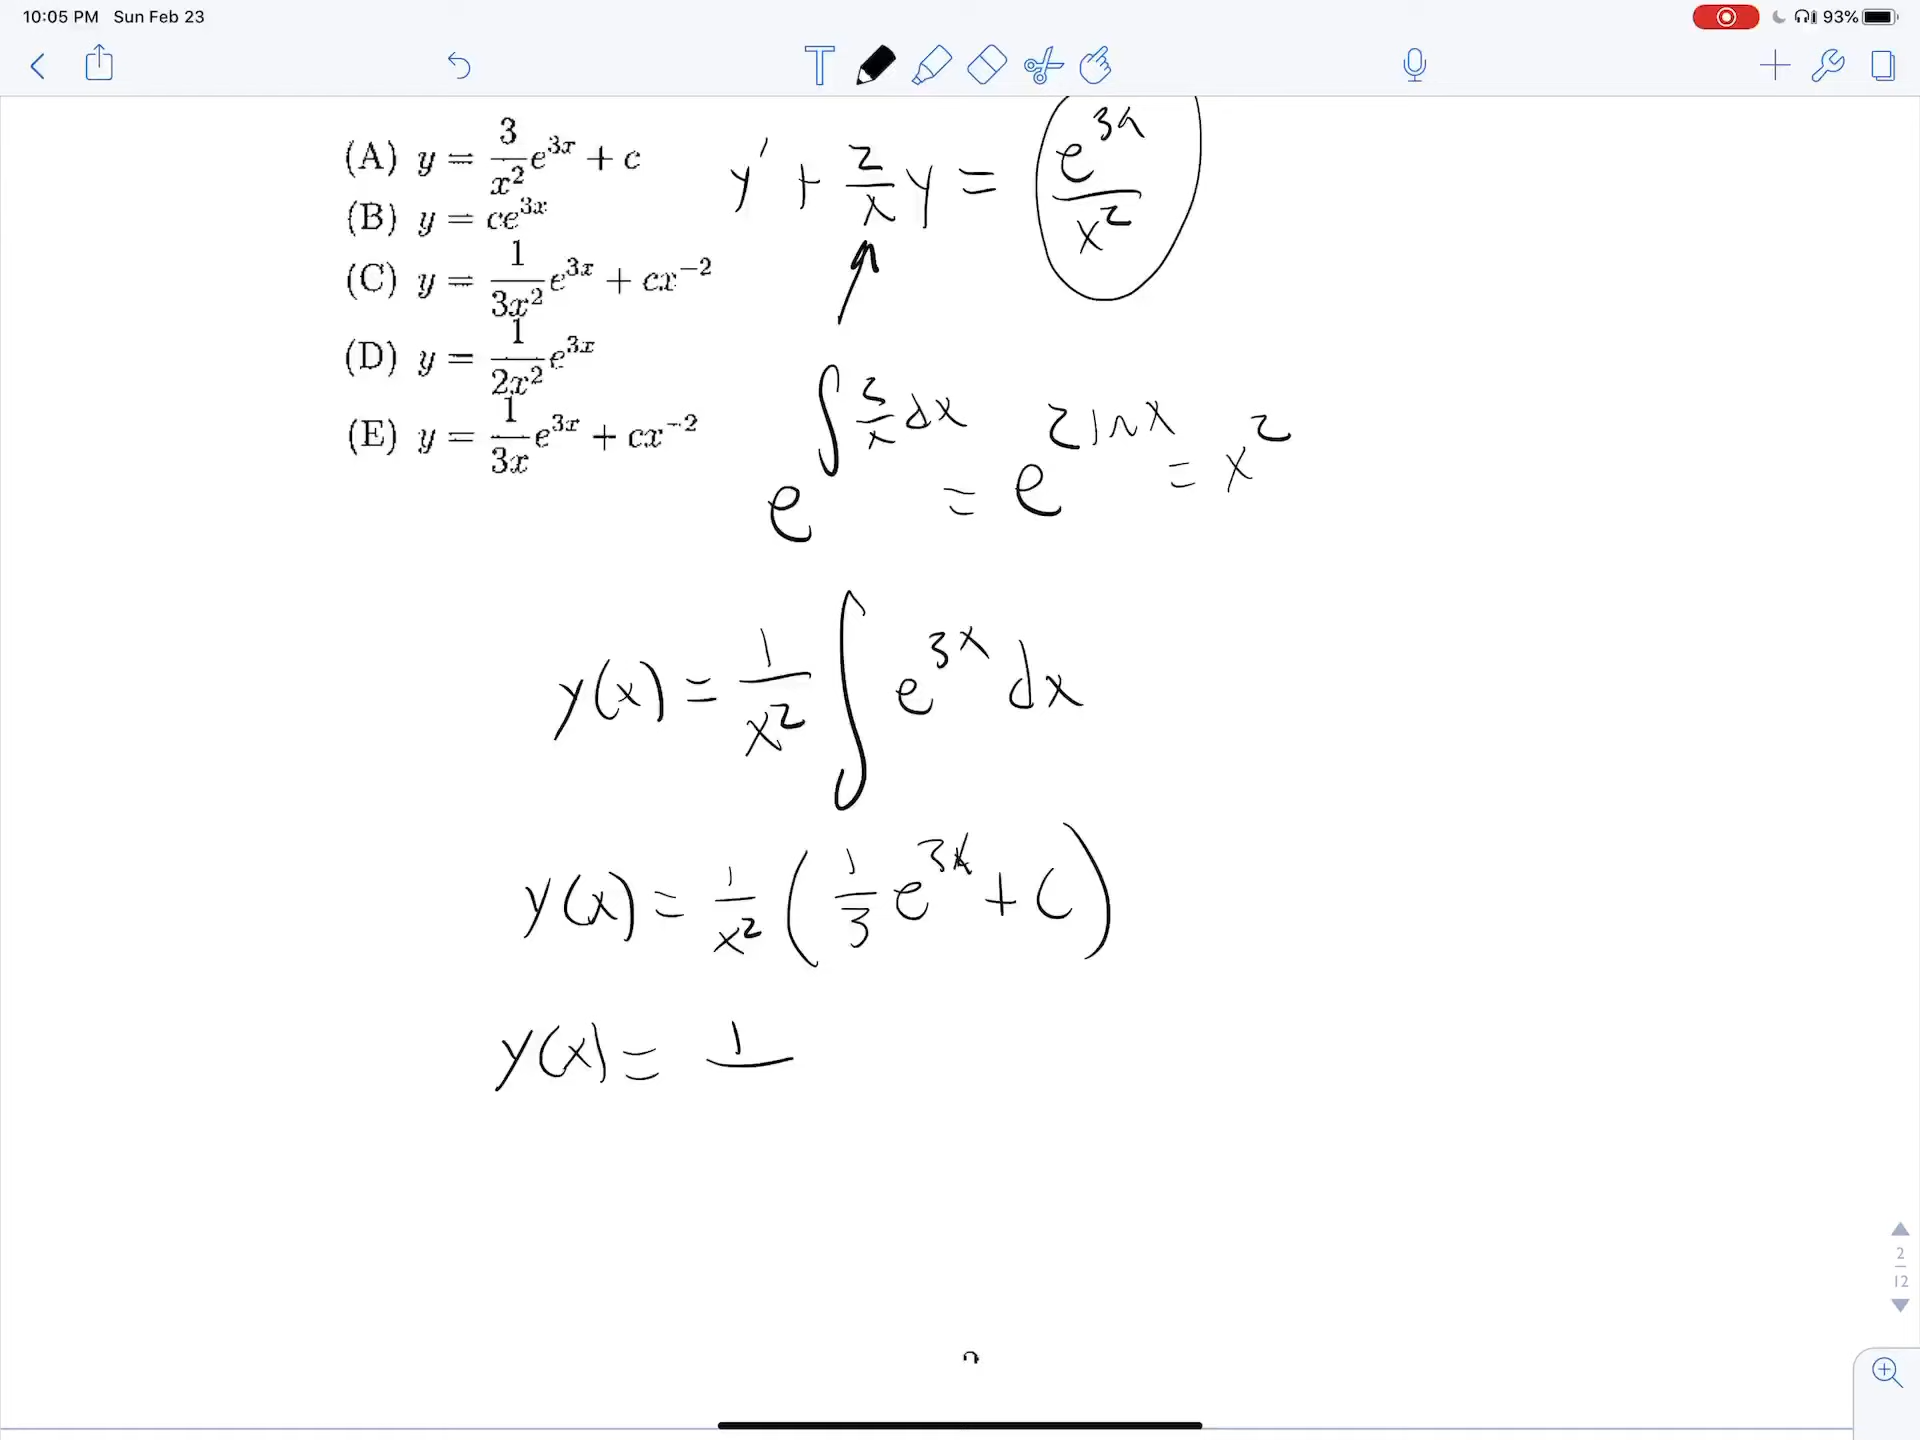 10:05 PM Sun Feb 23 93%
(A) y = 3/x² e^{3x} + c
(B) y = ce^{3x}
(C) y = 1/3x² e^{3x} + cx^{-2}
(D) y = 1/2x² e^{3x}
(E) y = 1/3x e^{3x} + cx^{-2}
y' + 2/x y = e^{3x}/x²
e^{∫ 2/x dx} = e^{2 ln x} = x²
y(x) = 1/x² ∫ e^{3x} dx
y(x) = 1/x² ( 1/3 e^{3x} + C )
y(x) = 1/
2
12